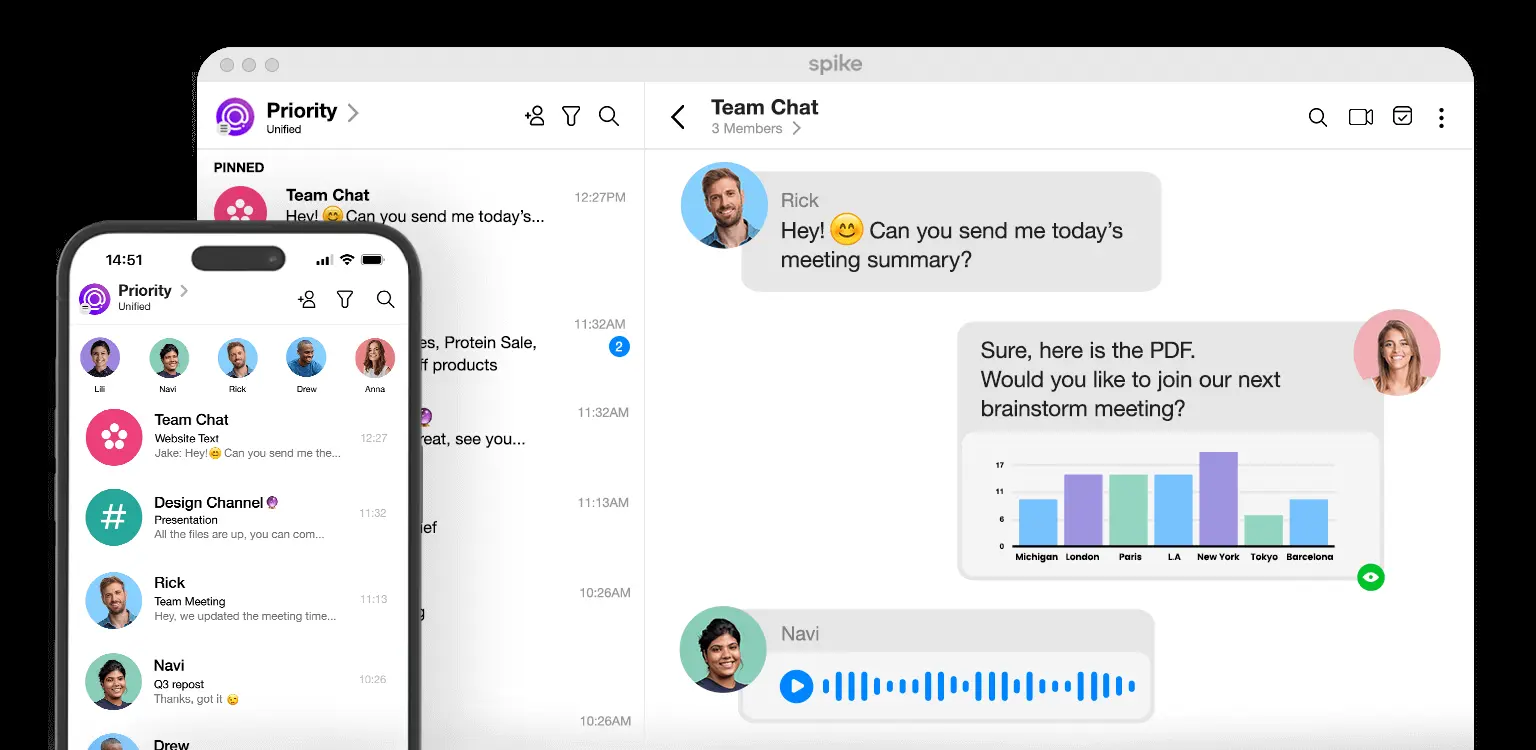 spike
Priority
Unified
PINNED
Team Chat
12:27PM
Hey! 😊 Can you send me today's...
11:32AM
es, Protein Sale,
2
ff products
11:32AM
reat, see you...
11:13AM
ef
10:26AM
g
10:26AM
Team Chat
3 Members
Rick
Hey! 😊 Can you send me today's
meeting summary?
Sure, here is the PDF.
Would you like to join our next
brainstorm meeting?
17
11
6
0
Michigan London Paris L.A New York Tokyo Barcelona
Navi
14:51
Priority
Unified
Lili Navi Rick Drew Anna
Team Chat
Website Text
12:27
Jake: Hey!😊 Can you send me the...
Design Channel🔮
#
11:32
Presentation
All the files are up, you can com...
Rick
Team Meeting
11:13
Hey, we updated the meeting time...
Navi
10:26
Q3 repost
Thanks, got it 😉
Drew